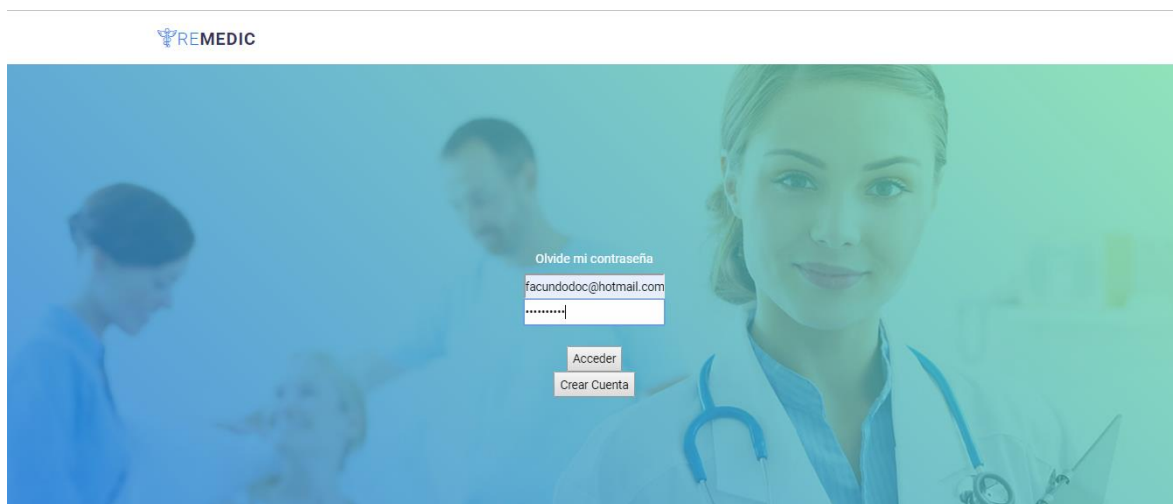 REMEDIC
Olvide mi contraseña
facundodoc@hotmail.com
••••••••••
Acceder
Crear Cuenta